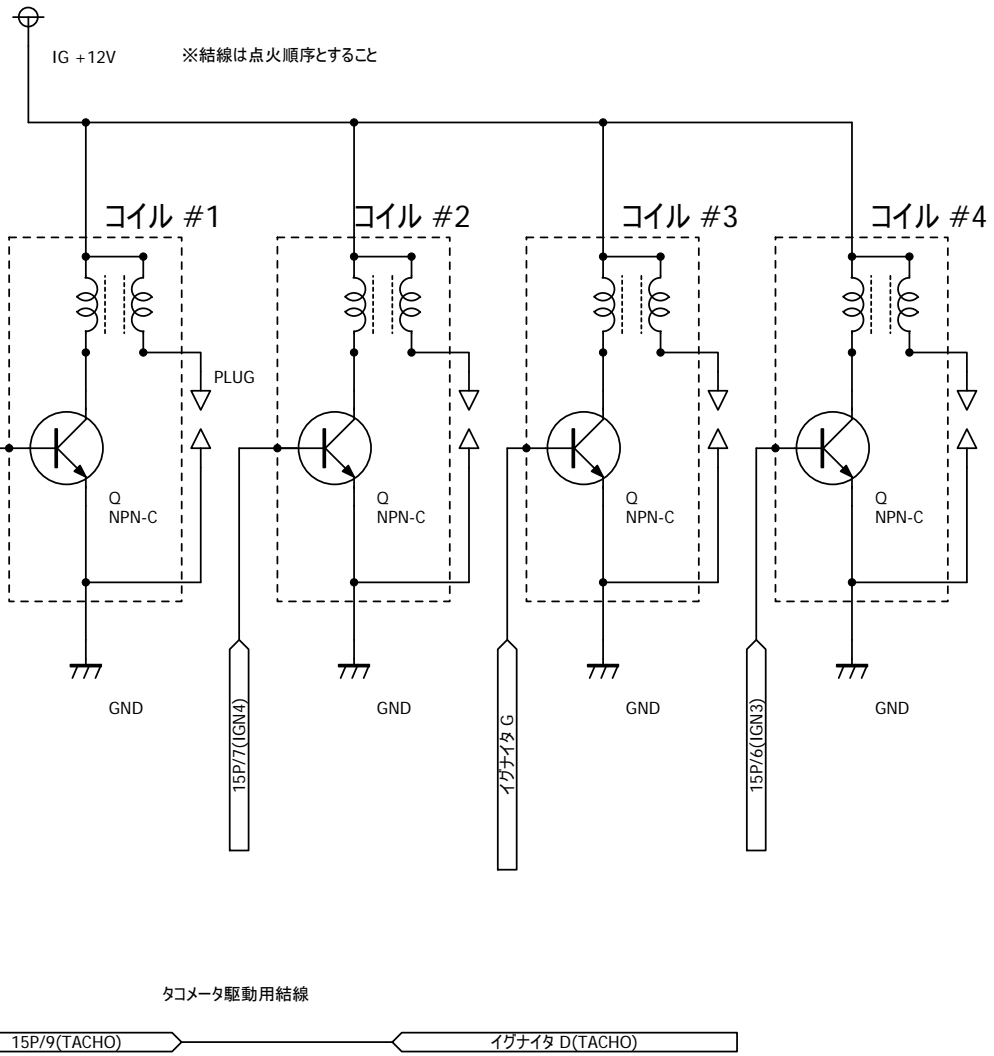 IG +12V
※結線は点火順序とすること
コイル #1
コイル #2
コイル #3
コイル #4
PLUG
Q
NPN-C
Q
NPN-C
Q
NPN-C
Q
NPN-C
GND
GND
GND
GND
15P/7(IGN4)
イグナイタ G
15P/6(IGN3)
タコメータ駆動用結線
15P/9(TACHO)
イグナイタ D(TACHO)